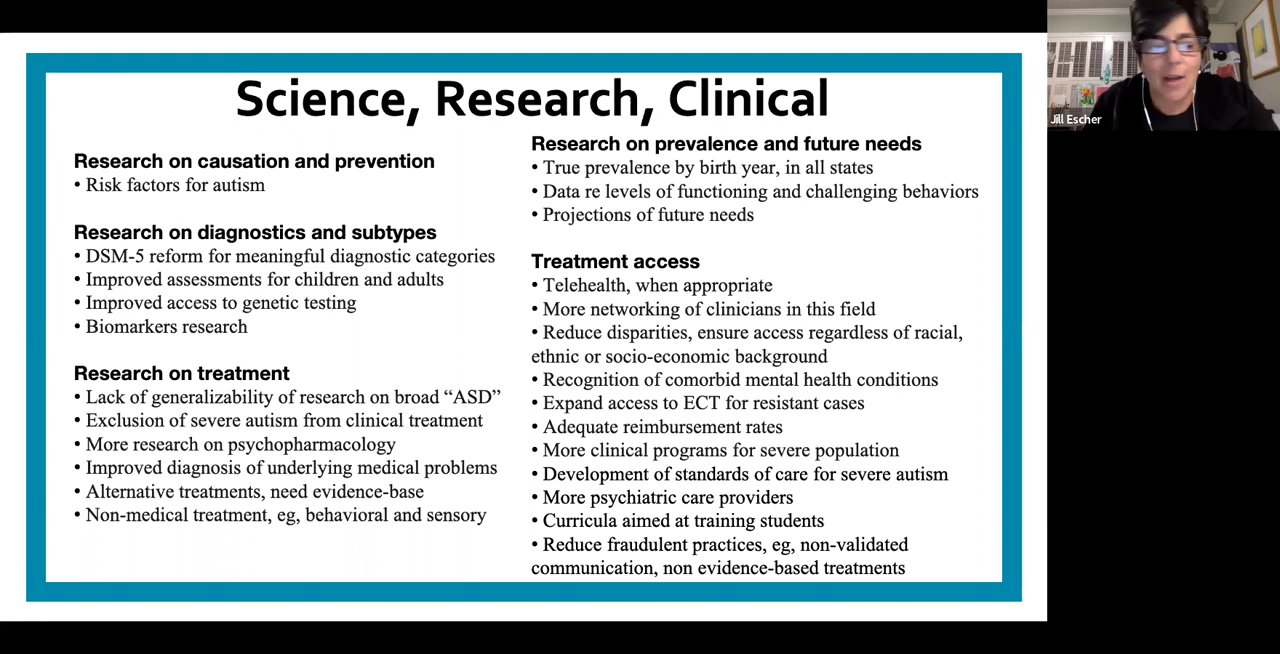 Science, Research, Clinical
Research on causation and prevention
• Risk factors for autism
Research on diagnostics and subtypes
• DSM-5 reform for meaningful diagnostic categories
• Improved assessments for children and adults
• Improved access to genetic testing
• Biomarkers research
Research on treatment
• Lack of generalizability of research on broad “ASD”
• Exclusion of severe autism from clinical treatment
• More research on psychopharmacology
• Improved diagnosis of underlying medical problems
• Alternative treatments, need evidence-base
• Non-medical treatment, eg, behavioral and sensory
Research on prevalence and future needs
• True prevalence by birth year, in all states
• Data re levels of functioning and challenging behaviors
• Projections of future needs
Treatment access
• Telehealth, when appropriate
• More networking of clinicians in this field
• Reduce disparities, ensure access regardless of racial,
ethnic or socio-economic background
• Recognition of comorbid mental health conditions
• Expand access to ECT for resistant cases
• Adequate reimbursement rates
• More clinical programs for severe population
• Development of standards of care for severe autism
• More psychiatric care providers
• Curricula aimed at training students
• Reduce fraudulent practices, eg, non-validated
communication, non evidence-based treatments
Jill Escher